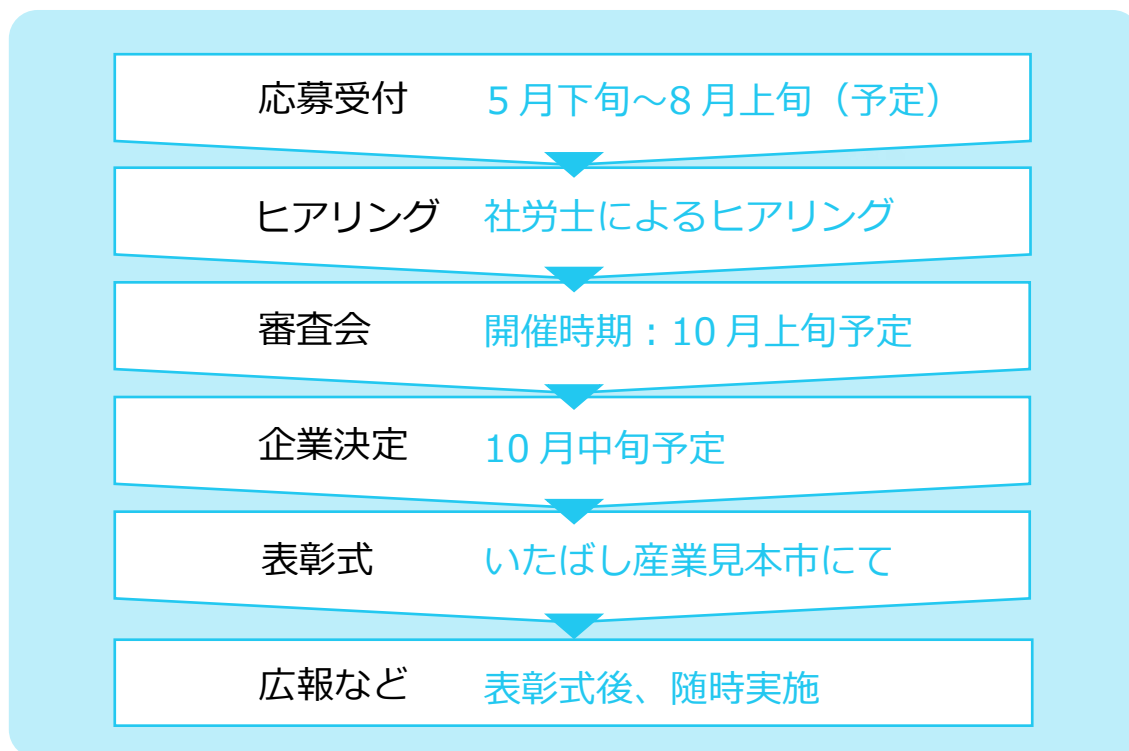 応募受付 5月下旬～8月上旬（予定）
ヒアリング 社労士によるヒアリング
審査会 開催時期：10月上旬予定
企業決定 10月中旬予定
表彰式 いたばし産業見本市にて
広報など 表彰式後、随時実施